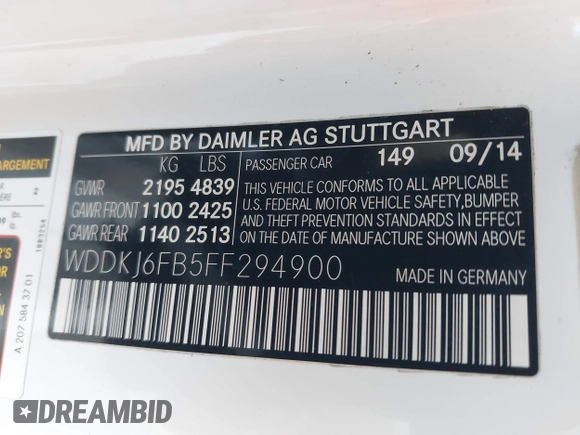 MFD BY DAIMLER AG STUTTGART
KG LBS
PASSENGER CAR 149 09/14
GVWR 2195 4839
GAWR FRONT 1100 2425
GAWR REAR 1140 2513
THIS VEHICLE CONFORMS TO ALL APPLICABLE
U.S. FEDERAL MOTOR VEHICLE SAFETY,BUMPER
AND THEFT PREVENTION STANDARDS IN EFFECT
ON THE DATE OF MANUFACTURE SHOWN ABOVE.
WDDKJ6FB5FF294900
MADE IN GERMANY
ARGEMENT
A 207 584 37 01
DREAMBID